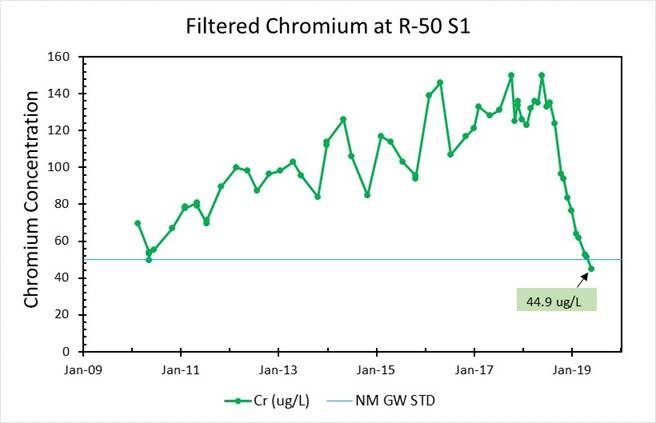 Filtered Chromium at R-50 S1
Chromium Concentration
160
140
120
100
80
60
40
20
0
44.9 ug/L
Jan-09 Jan-11 Jan-13 Jan-15 Jan-17 Jan-19
Cr (ug/L) NM GW STD